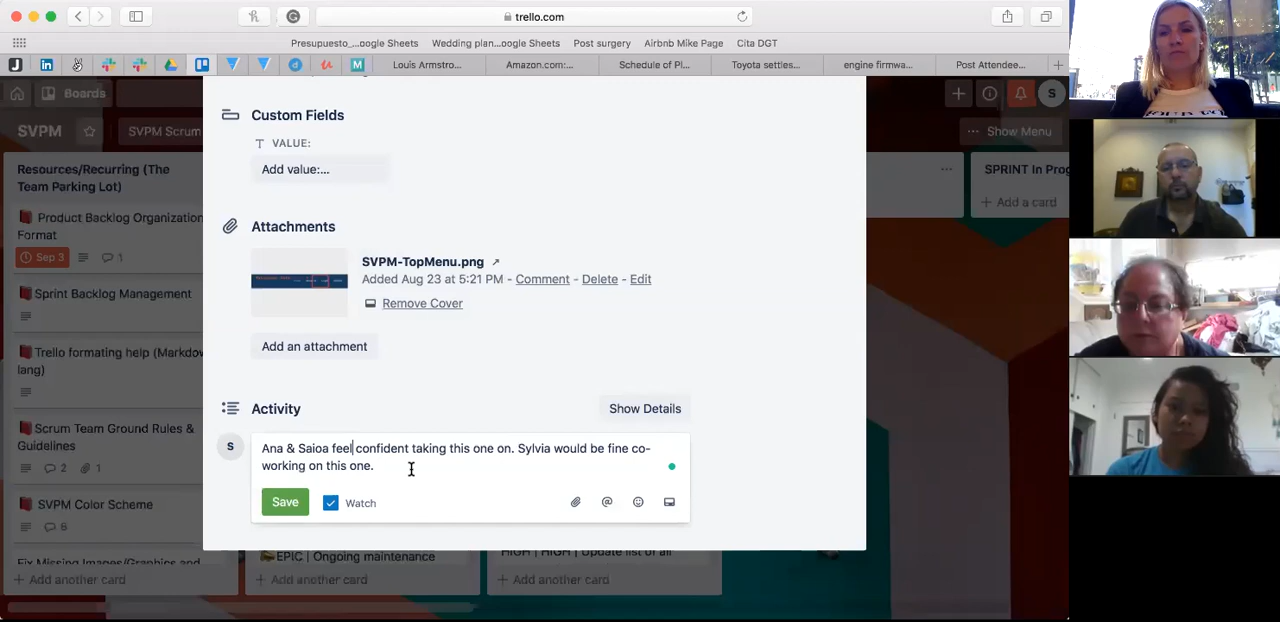 trello.com
Presupuesto_...oogle Sheets Wedding plan...oogle Sheets Post surgery Airbnb Mike Page Cita DGT
Louis Armstro... Amazon.com:... Schedule of Pl... Toyota settles... engine firmwa... Post Attendee...
Boards
S
SVPM
SVPM Scrum
Show Menu
Resources/Recurring (The
Team Parking Lot)
Product Backlog Organization
Format
Sep 3
1
Sprint Backlog Management
Trello formating help (Markdow
lang)
Scrum Team Ground Rules &
Guidelines
2 1
SVPM Color Scheme
6
Fix Missing Images/Graphics and
+ Add another card
Custom Fields
VALUE:
Add value:...
Attachments
SVPM-TopMenu.png
Added Aug 23 at 5:21 PM - Comment - Delete - Edit
Remove Cover
Add an attachment
Activity
Show Details
S
Ana & Saioa feel confident taking this one on. Sylvia would be fine co-
working on this one.
Save
Watch
EPIC | Ongoing maintenance
+ Add another card
HIGH | HIGH | Update list of all
+ Add another card
SPRINT In Prog
+ Add a card